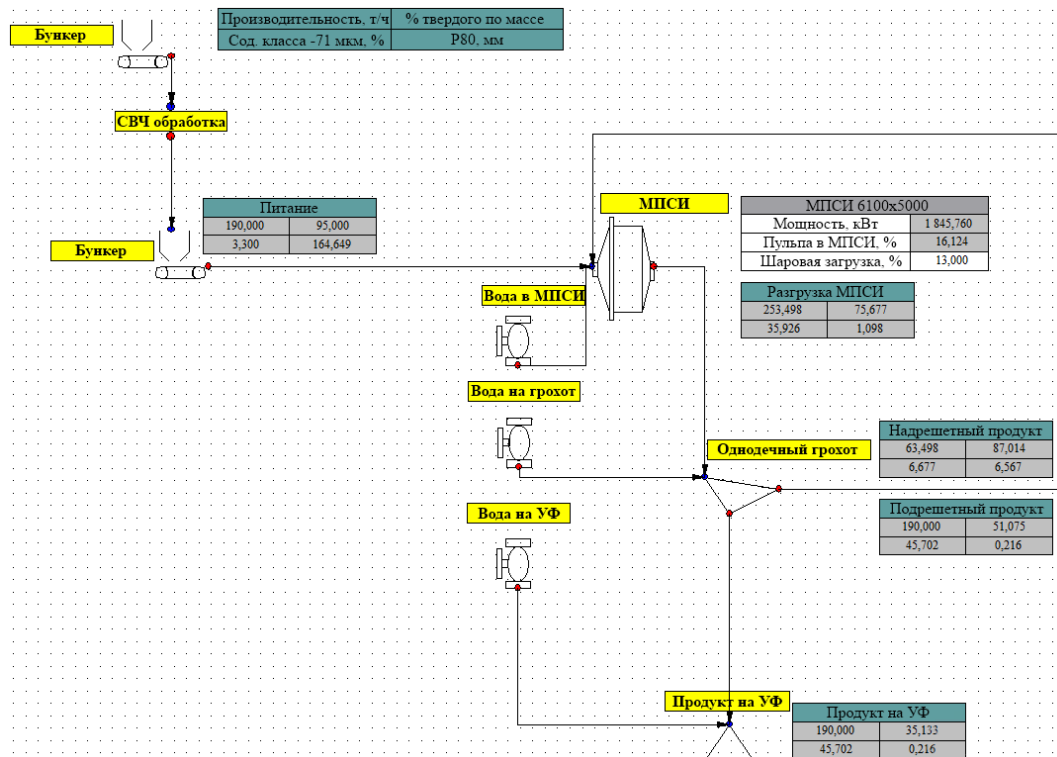 Бункер
Производительность, т/ч % твердого по массе
Сод. класса -71 мкм, % P80, мм
СВЧ обработка
Питание
190,000 95,000
3,300 164,649
Бункер
МПСИ
МПСИ 6100x5000
Мощность, кВт 1 845,760
Пульпа в МПСИ, % 16,124
Шаровая загрузка, % 13,000
Вода в МПСИ
Разгрузка МПСИ
253,498 75,677
35,926 1,098
Вода на грохот
Однодечный грохот
Надрешетный продукт
63,498 87,014
6,677 6,567
Вода на УФ
Подрешетный продукт
190,000 51,075
45,702 0,216
Продукт на УФ
Продукт на УФ
190,000 35,133
45,702 0,216